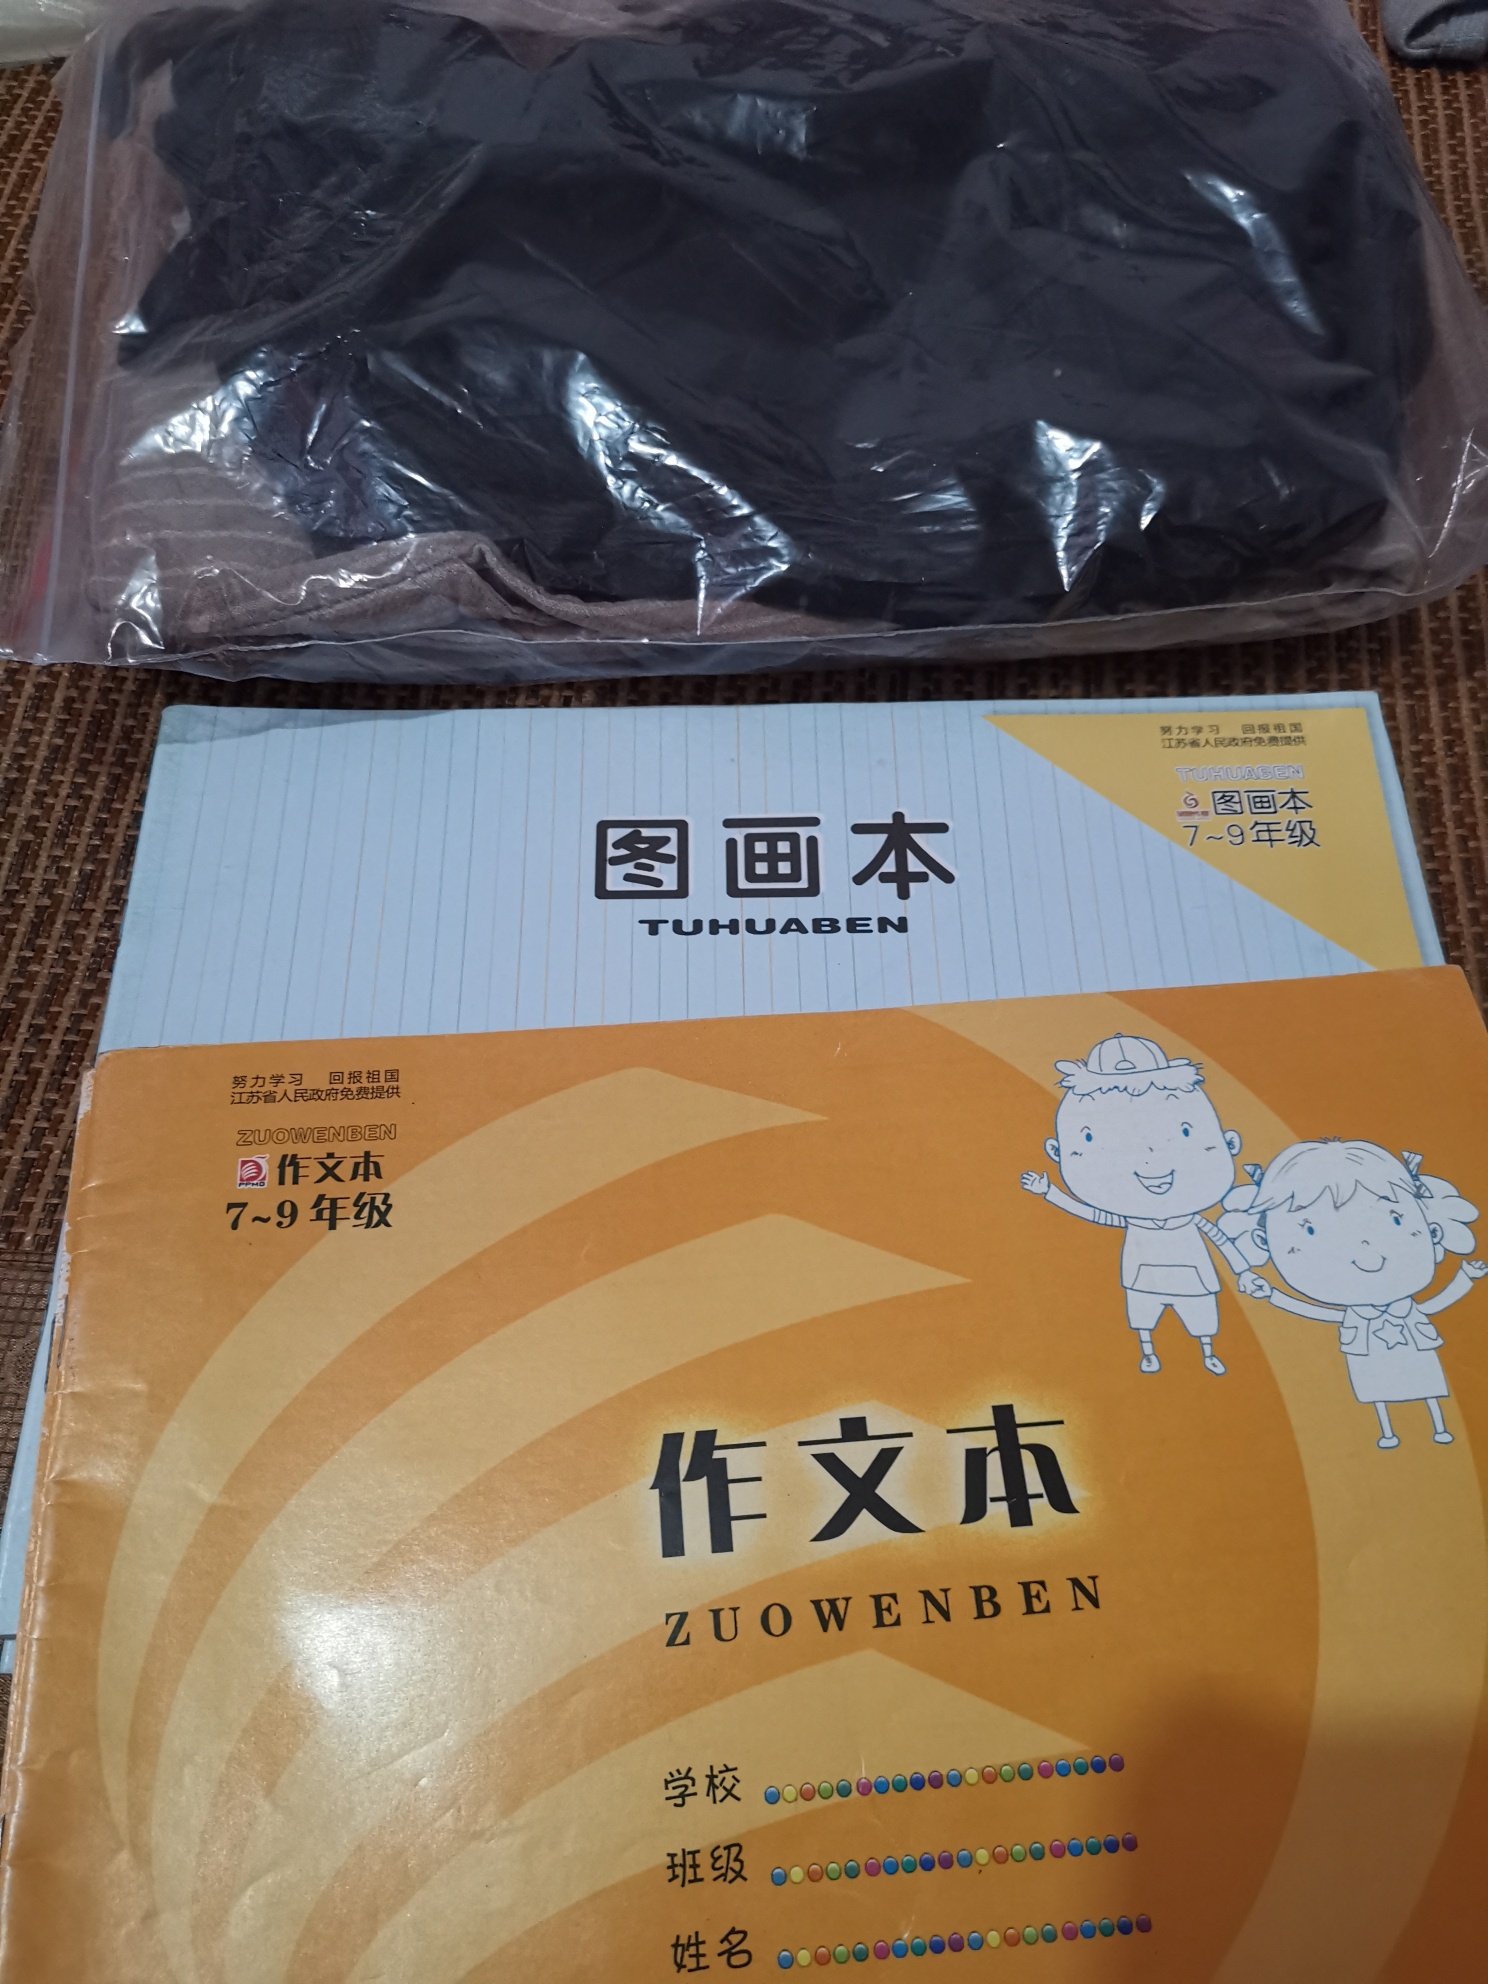 努力学习 回报祖国
江苏省人民政府免费提供
TUHUABEN
图画本
7~9年级
图画本
TUHUABEN
努力学习 回报祖国
江苏省人民政府免费提供
ZUOWENBEN
PPMG
作文本
7~9年级
作文本
ZUOWENBEN
学校
班级
姓名